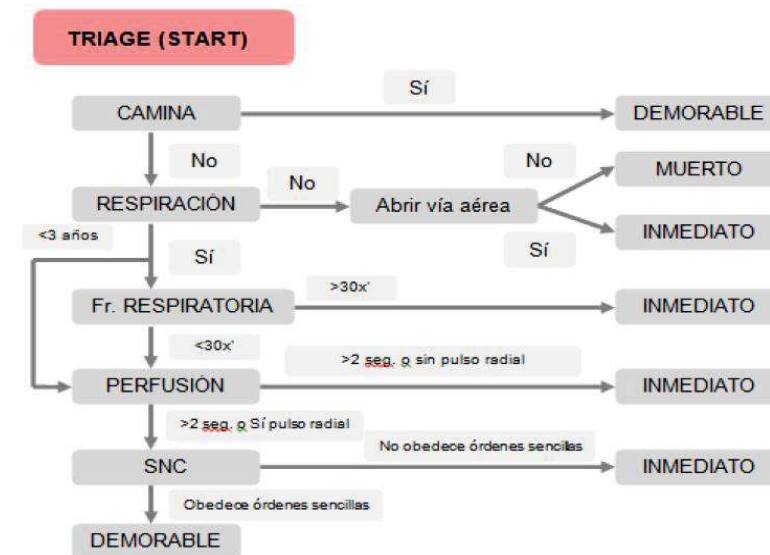 TRIAGE (START)
Sí
CAMINA
DEMORABLE
No
No
MUERTO
No
RESPIRACIÓN
Abrir vía aérea
<3 años
Sí
Sí
INMEDIATO
Fr. RESPIRATORIA
>30x'
INMEDIATO
<30x'
>2 seg. o sin pulso radial
PERFUSIÓN
INMEDIATO
>2 seg. o Sí pulso radial
No obedece órdenes sencillas
SNC
INMEDIATO
Obedece órdenes sencillas
DEMORABLE